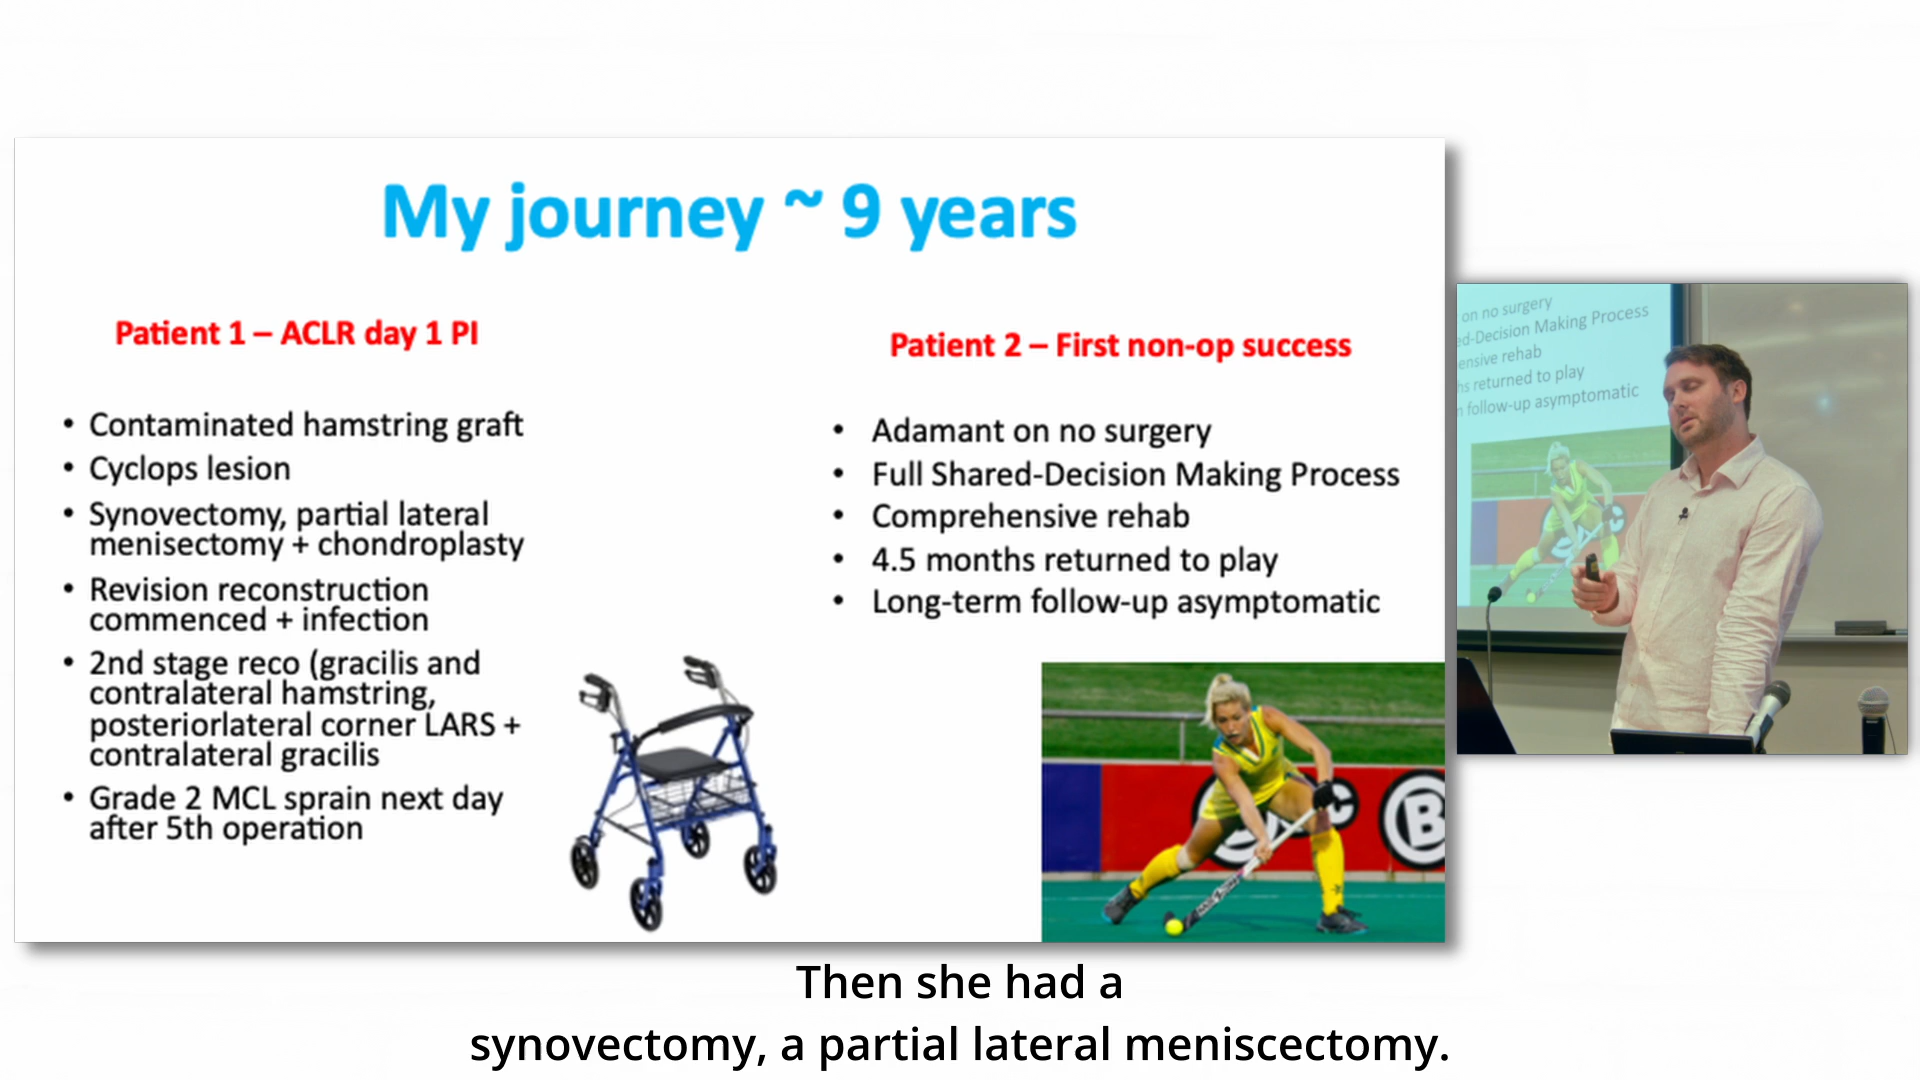 My journey ~ 9 years
Patient 1 – ACLR day 1 PI
• Contaminated hamstring graft
• Cyclops lesion
• Synovectomy, partial lateral
menisectomy + chondroplasty
• Revision reconstruction
commenced + infection
• 2nd stage reco (gracilis and
contralateral hamstring,
posteriorlateral corner LARS +
contralateral gracilis
• Grade 2 MCL sprain next day
after 5th operation
Patient 2 – First non-op success
• Adamant on no surgery
• Full Shared-Decision Making Process
• Comprehensive rehab
• 4.5 months returned to play
• Long-term follow-up asymptomatic
B
on no surgery
ed-Decision Making Process
ensive rehab
hs returned to play
follow-up asymptomatic
Then she had a
synovectomy, a partial lateral meniscectomy.